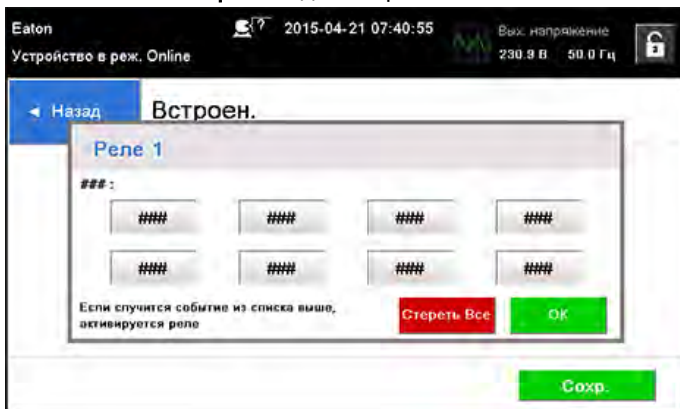 Eaton
? 2015-04-21 07:40:55
Вых. напряжение
Устройство в реж. Online
230.9 В 50.0 Гц
◄ Назад
Встроен.
Реле 1
### :
### ### ### ###
### ### ### ###
Если случится событие из списка выше,
активируется реле
Стереть Все
OK
Сохр.